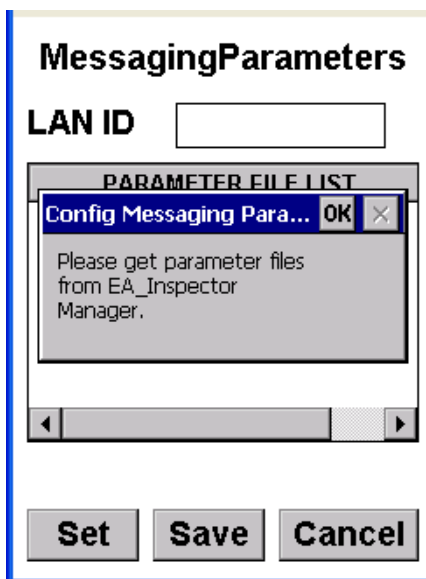 MessagingParameters
LAN ID
PARAMETER FILE LIST
Config Messaging Para... OK ×
Please get parameter files
from EA_Inspector
Manager.
Set Save Cancel